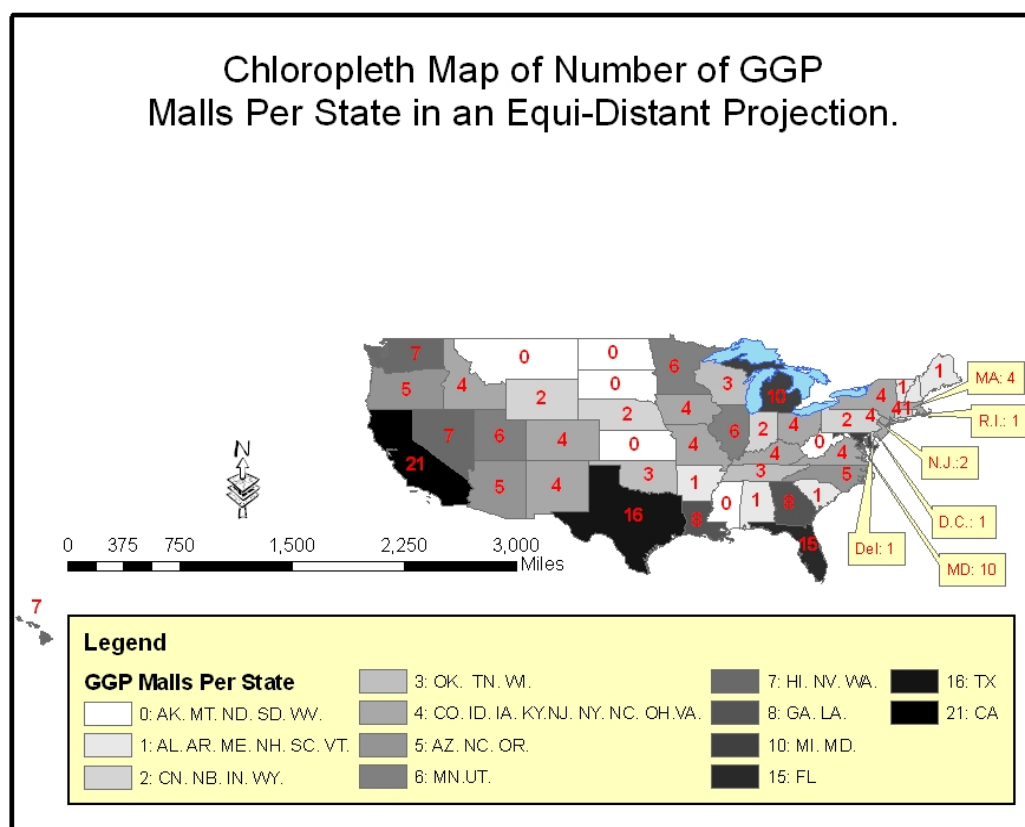 Chloropleth Map of Number of GGP
Malls Per State in an Equi-Distant Projection.
7
0
0
6
1
MA: 4
5
4
0
3
10
4
1
4
1
R.I.: 1
2
2
4
6
2
4
2
4
N.J.:2
21
7
6
4
0
4
4
0
4
5
5
4
3
1
3
1
D.C.: 1
16
8
0
1
8
15
Del: 1
MD: 10
N
0 375 750 1,500 2,250 3,000
Miles
7
Legend
GGP Malls Per State
0: AK. MT. ND. SD. WV.
1: AL. AR. ME. NH. SC. VT.
2: CN. NB. IN. WY.
3: OK. TN. WI.
4: CO. ID. IA. KY.NJ. NY. NC. OH.VA.
5: AZ. NC. OR.
6: MN.UT.
7: HI. NV. WA.
8: GA. LA.
10: MI. MD.
15: FL
16: TX
21: CA